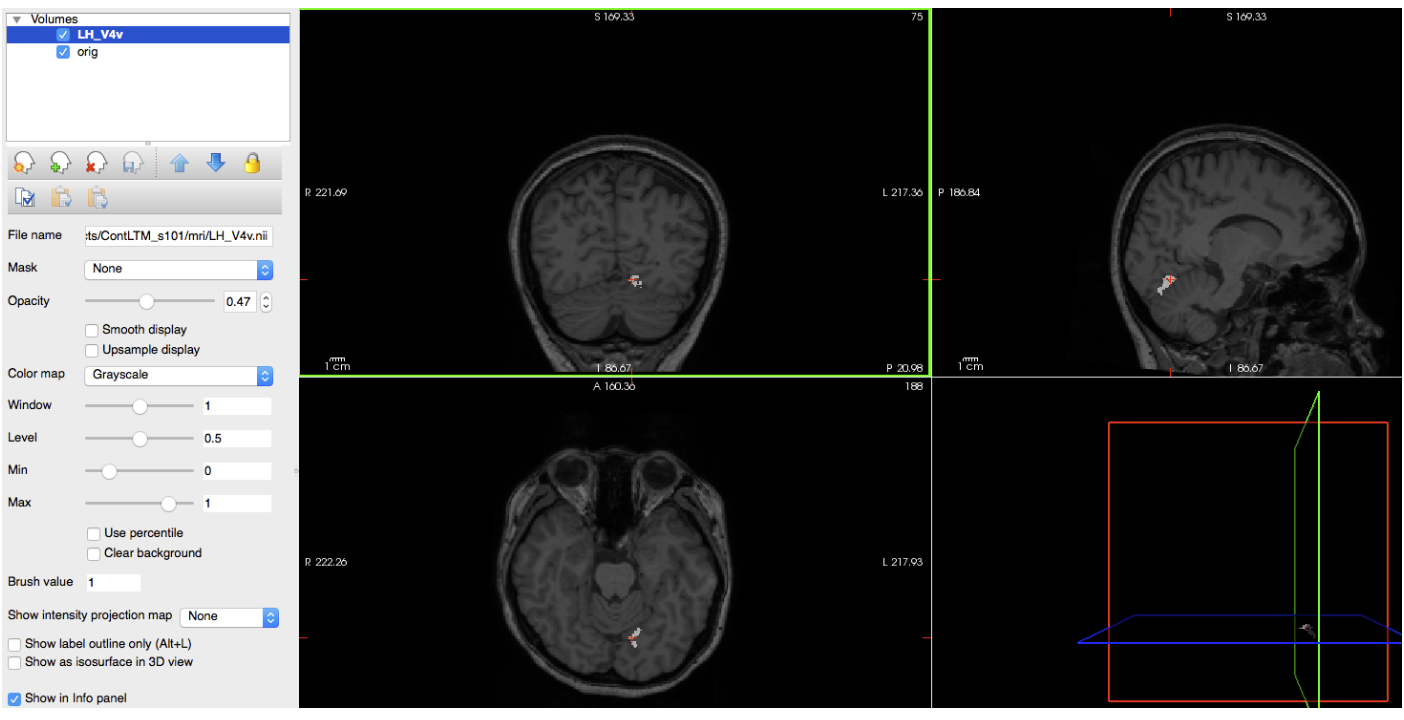 Volumes
LH_V4v
orig
File name :ts/ContLTM_s101/mri/LH_V4v.nii
Mask None
Opacity 0.47
Smooth display
Upsample display
Color map Grayscale
Window 1
Level 0.5
Min 0
Max 1
Use percentile
Clear background
Brush value 1
Show intensity projection map None
Show label outline only (Alt+L)
Show as isosurface in 3D view
Show in Info panel
S 169.33 75
R 221.69 L 217.36
1 cm I 86.67 P 20.98
S 169.33
P 186.84
1 cm I 86.67
A 160.36 188
R 222.26 L 217.93